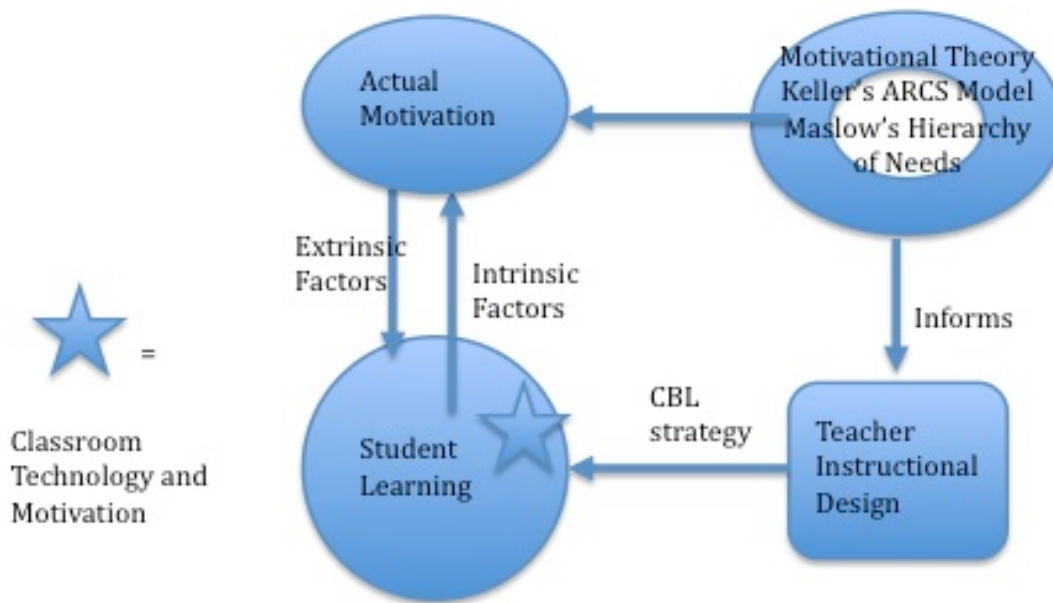 Actual
Motivation
Motivational Theory
Keller's ARCS Model
Maslow's Hierarchy
of Needs
Extrinsic
Factors
Intrinsic
Factors
Informs
=
Classroom
Technology and
Motivation
Student
Learning
CBL
strategy
Teacher
Instructional
Design